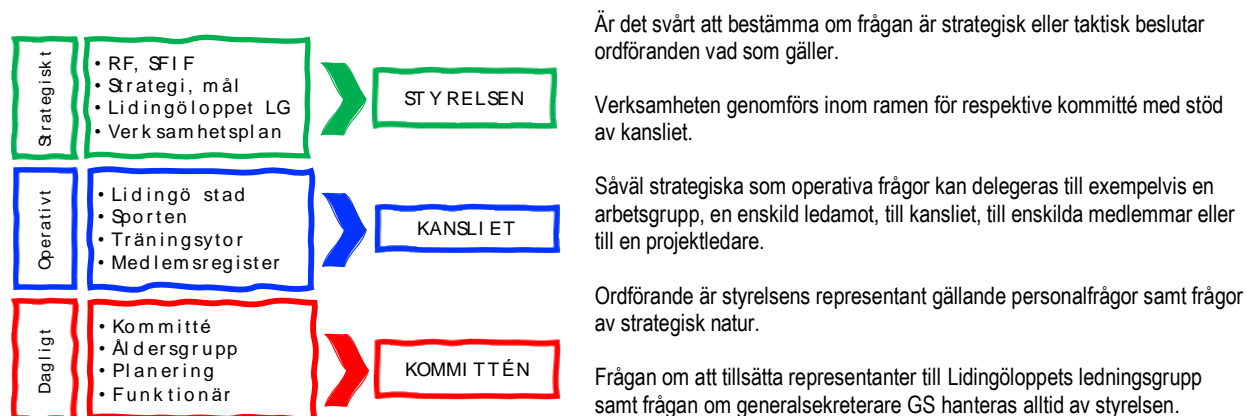 Strategiskt
• RF, SFIF
• Strategi, mål
• Lidingöloppet LG
• Verksamhetsplan
STYRELSEN
Operativt
• Lidingö stad
• Sporten
• Träningsytor
• Medlemsregister
KANSLIET
Dagligt
• Kommitté
• Åldersgrupp
• Planering
• Funktionär
KOMMITTÉN
Är det svårt att bestämma om frågan är strategisk eller taktisk beslutar
ordföranden vad som gäller.
Verksamheten genomförs inom ramen för respektive kommitté med stöd
av kansliet.
Såväl strategiska som operativa frågor kan delegeras till exempelvis en
arbetsgrupp, en enskild ledamot, till kansliet, till enskilda medlemmar eller
till en projektledare.
Ordförande är styrelsens representant gällande personalfrågor samt frågor
av strategisk natur.
Frågan om att tillsätta representanter till Lidingöloppets ledningsgrupp
samt frågan om generalsekreterare GS hanteras alltid av styrelsen.